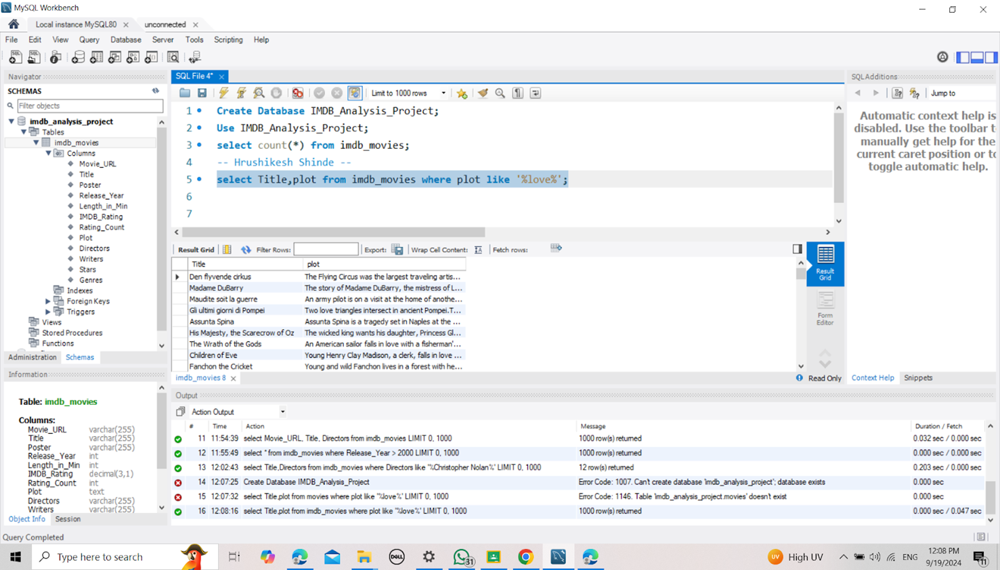 MySQL Workbench
Local instance MySQL80 ×
unconnected ×
File Edit View Query Database Server Tools Scripting Help
Navigator
SCHEMAS
Filter objects
imdb_analysis_project
Tables
imdb_movies
Columns
Movie_URL
Title
Poster
Release_Year
Length_in_Min
IMDB_Rating
Rating_Count
Plot
Directors
Writers
Stars
Genres
Indexes
Foreign Keys
Triggers
Views
Stored Procedures
Functions
Administration Schemas
Information
Table: imdb_movies
Columns:
Movie_URL varchar(255)
Title varchar(255)
Poster varchar(255)
Release_Year int
Length_in_Min int
IMDB_Rating decimal(3,1)
Rating_Count int
Plot text
Directors varchar(255)
Writers varchar(255)
Object Info Session
Query Completed
SQL File 4* ×
Limit to 1000 rows
1 Create Database IMDB_Analysis_Project;
2 Use IMDB_Analysis_Project;
3 select count(*) from imdb_movies;
4 -- Hrushikesh Shinde --
5 select Title,plot from imdb_movies where plot like '%love%';
6
7
Result Grid Filter Rows: Export: Wrap Cell Content: Fetch rows:
Title plot
Den flyvende cirkus The Flying Circus was the largest traveling artis...
Madame DuBarry The story of Madame DuBarry, the mistress of L...
Maudite soit la guerre An army pilot is on a visit at the home of anothe...
Gli ultimi giorni di Pompei Two love triangles intersect in ancient Pompei.T...
Assunta Spina Assunta Spina is a tragedy set in Naples at the ...
His Majesty, the Scarecrow of Oz The wicked king wants his daughter, Princess Gl...
The Wrath of the Gods An American sailor falls in love with a fisherman'...
Children of Eve Young Henry Clay Madison, a clerk, falls in love ...
Fanchon the Cricket Young and wild Fanchon lives in a forest with he...
Result
Grid
Form
Editor
imdb_movies 8 ×
Read Only
SQLAdditions
Jump to
Automatic context help is
disabled. Use the toolbar t
manually get help for the
current caret position or to
toggle automatic help.
Context Help Snippets
Output
Action Output
# Time Action Message Duration / Fetch
11 11:54:39 select Movie_URL, Title, Directors from imdb_movies LIMIT 0, 1000 1000 row(s) returned 0.032 sec / 0.000 sec
12 11:55:49 select * from imdb_movies where Release_Year > 2000 LIMIT 0, 1000 1000 row(s) returned 0.000 sec / 0.000 sec
13 12:02:43 select Title,Directors from imdb_movies where Directors like '%Christopher Nolan%' LIMIT 0, 1000 12 row(s) returned 0.203 sec / 0.000 sec
14 12:07:25 Create Database IMDB_Analysis_Project Error Code: 1007. Can't create database 'imdb_analysis_project'; database exists 0.000 sec
15 12:07:32 select Title,plot from movies where plot like '%love%' LIMIT 0, 1000 Error Code: 1146. Table 'imdb_analysis_project.movies' doesn't exist 0.000 sec
16 12:08:16 select Title,plot from imdb_movies where plot like '%love%' LIMIT 0, 1000 1000 row(s) returned 0.000 sec / 0.047 sec
Type here to search
DELL
31
UV High UV
ENG
12:08 PM
9/19/2024
11